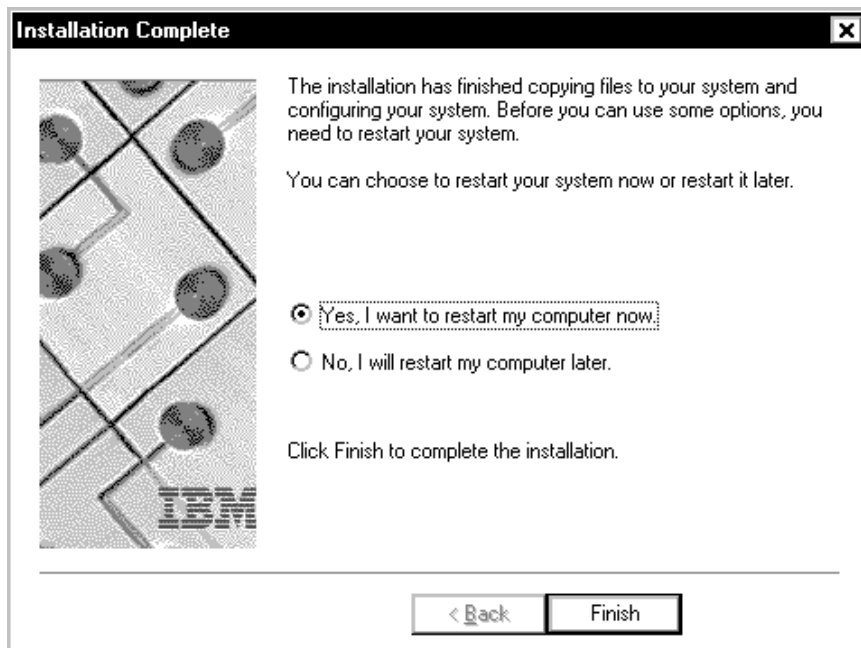 Installation Complete
The installation has finished copying files to your system and
configuring your system. Before you can use some options, you
need to restart your system.
You can choose to restart your system now or restart it later.
Yes, I want to restart my computer now.
No, I will restart my computer later.
Click Finish to complete the installation.
IBM
< Back
Finish